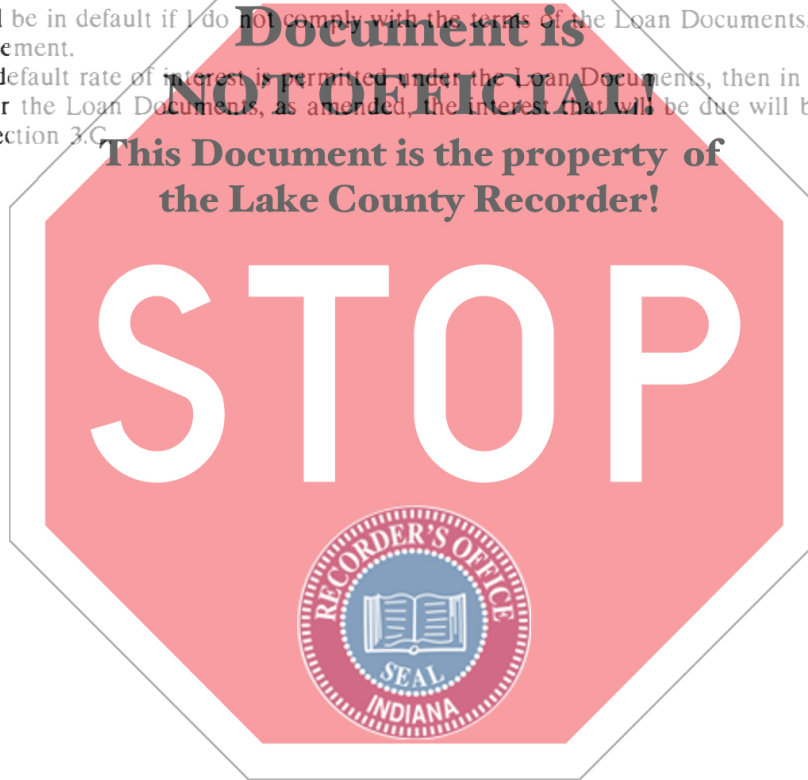 l be in default if I do not comply with the terms of the Loan Documents,
Document is
ement.
default rate of interest is permitted under the Loan Documents, then in
NOT OFFICIAL!
r the Loan Documents, as amended, the interest that will be due will b
ection 3.C
This Document is the property of
the Lake County Recorder!
STOP
RECORDER'S OFFICE
SEAL
INDIANA